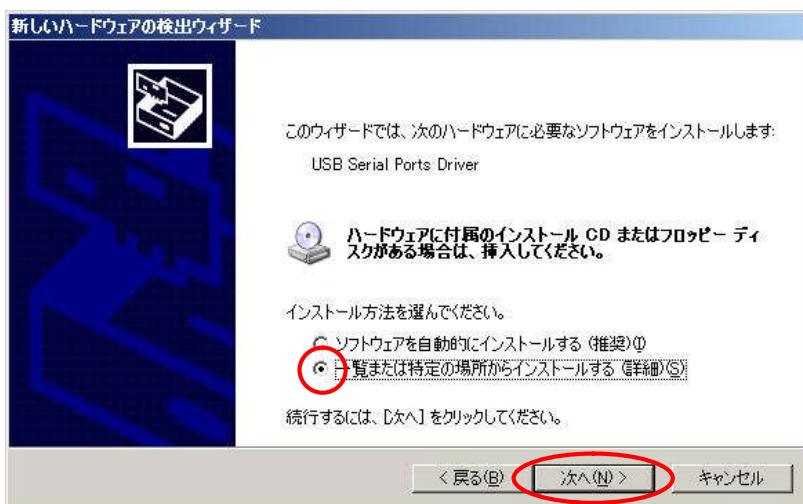 新しいハードウェアの検出ウィザード
このウィザードでは、次のハードウェアに必要なソフトウェアをインストールします:
USB Serial Ports Driver
ハードウェアに付属のインストール CD またはフロッピー ディ
スクがある場合は、挿入してください。
インストール方法を選んでください。
ソフトウェアを自動的にインストールする (推奨)(I)
一覧または特定の場所からインストールする (詳細)(S)
続行するには、[次へ] をクリックしてください。
< 戻る(B) 次へ(N) > キャンセル